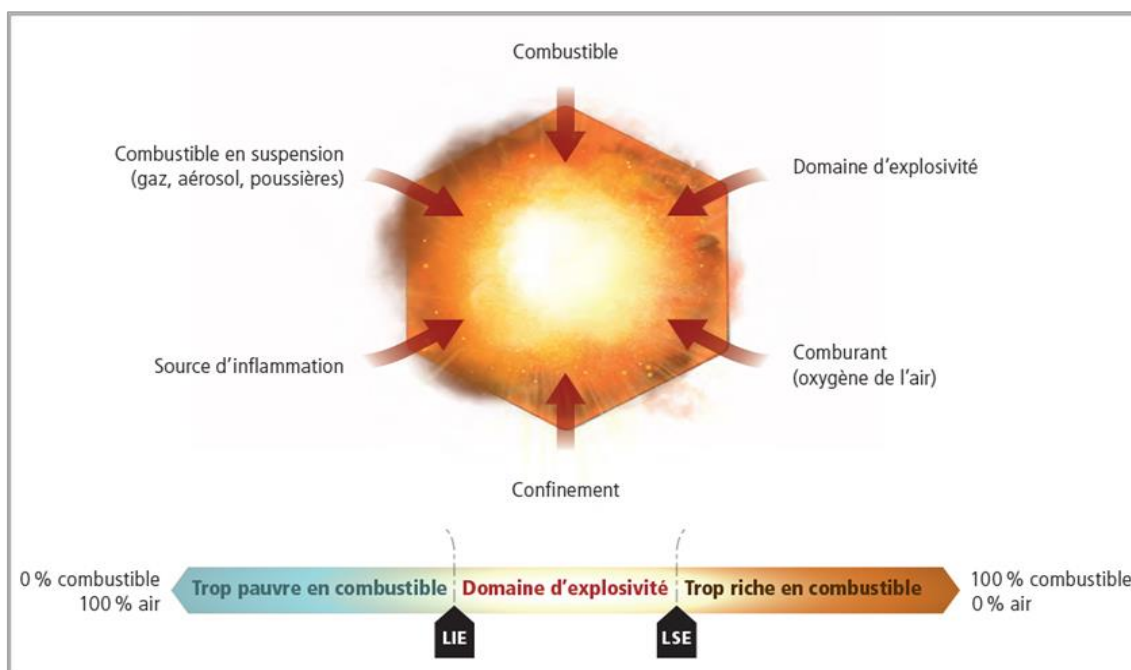 Combustible
Combustible en suspension
(gaz, aérosol, poussières)
Domaine d'explosivité
Source d'inflammation
Comburant
(oxygène de l'air)
Confinement
0 % combustible
100 % air
Trop pauvre en combustible
Domaine d'explosivité
Trop riche en combustible
100 % combustible
0 % air
LIE
LSE